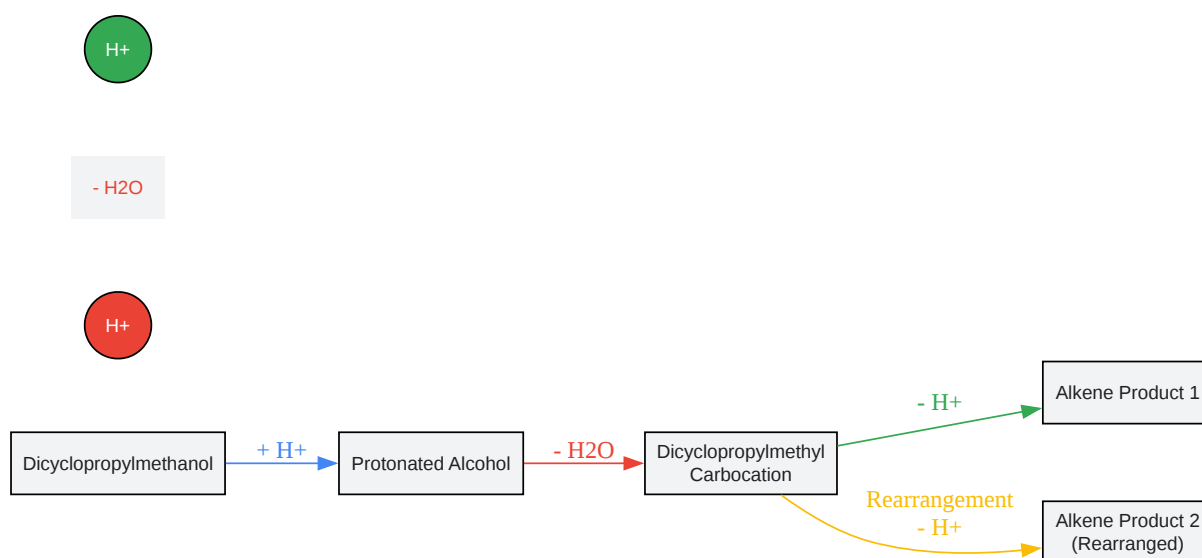 H+
- H2O
H+
Dicyclopropylmethanol
+ H+
Protonated Alcohol
- H2O
Dicyclopropylmethyl
Carbocation
- H+
Alkene Product 1
Rearrangement
- H+
Alkene Product 2
(Rearranged)